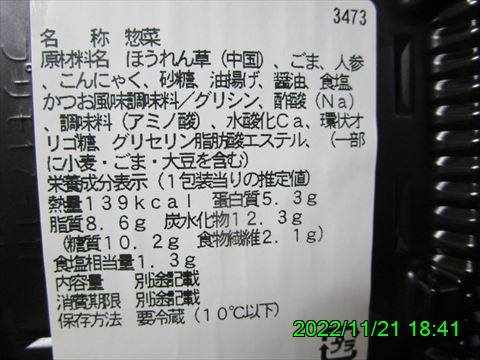 3473
名 称 惣菜
原材料名 ほうれん草(中国)、ごま、人参
、こんにゃく、砂糖、油揚げ、醤油、食塩、
かつお風味調味料/グリシン、酢酸(Na)
、調味料(アミノ酸)、水酸化Ca、環状オ
リゴ糖、グリセリン脂肪酸エステル、(一部
に小麦・ごま・大豆を含む)
栄養成分表示(1包装当りの推定値)
熱量139kcal 蛋白質5.3g
脂質8.6g 炭水化物12.3g
(糖質10.2g 食物繊維2.1g)
食塩相当量1.3g
内容量 別途記載
消費期限 別途記載
保存方法 要冷蔵(10℃以下)
プラ
2022/11/21 18:41